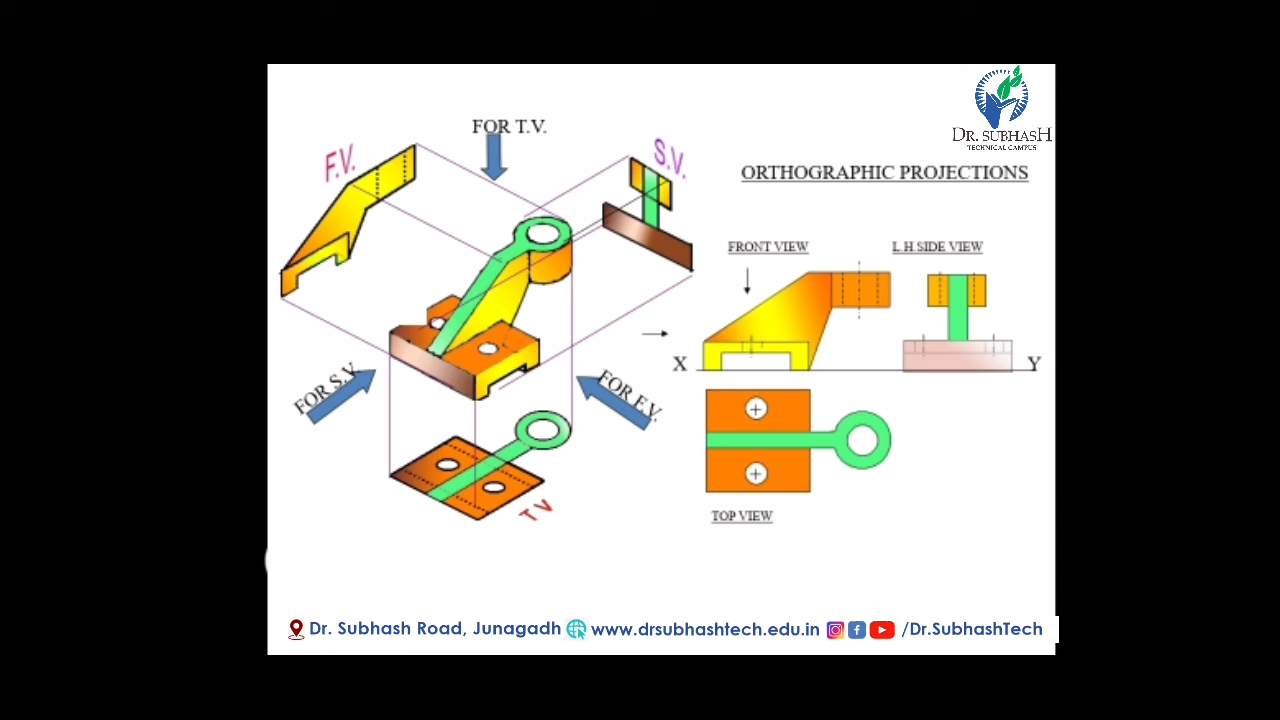 DR. SUBHASH
TECHNICAL CAMPUS
FOR T.V.
F.V.
S.V.
ORTHOGRAPHIC PROJECTIONS
FRONT VIEW
L.H.SIDE VIEW
X
Y
FOR S.V.
FOR F.V.
T V
TOP VIEW
Dr. Subhash Road, Junagadh www.drsubhashtech.edu.in /Dr.SubhashTech